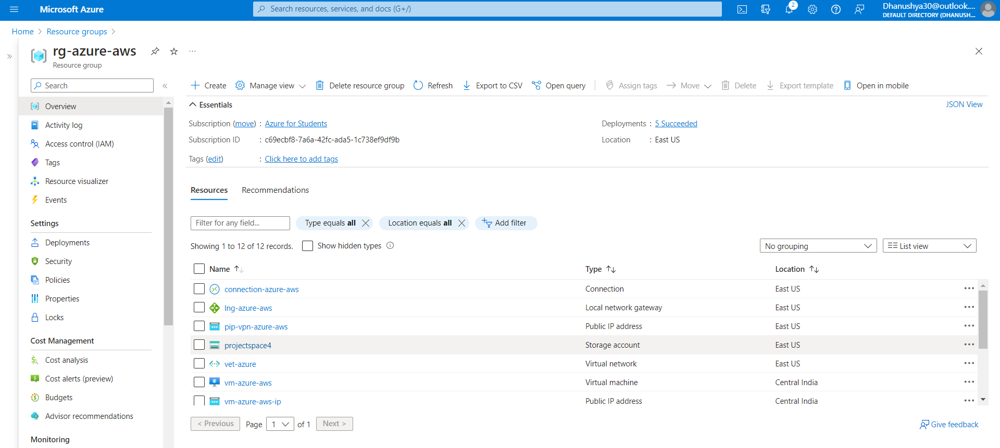 Microsoft Azure
Search resources, services, and docs (G+/)
2
Dhanushya30@outlook....
DEFAULT DIRECTORY (DHANUSH...
Home > Resource groups >
rg-azure-aws
Resource group
Search
Overview
Activity log
Access control (IAM)
Tags
Resource visualizer
Events
Settings
Deployments
Security
Policies
Properties
Locks
Cost Management
Cost analysis
Cost alerts (preview)
Budgets
Advisor recommendations
Monitoring
Create Manage view Delete resource group Refresh Export to CSV Open query Assign tags Move Delete Export template Open in mobile
Essentials
JSON View
Subscription (move) : Azure for Students
Subscription ID : c69ecbf8-7a6a-42fc-ada5-1c738ef9df9b
Tags (edit) : Click here to add tags
Deployments : 5 Succeeded
Location : East US
Resources Recommendations
Filter for any field... Type equals all Location equals all Add filter
Showing 1 to 12 of 12 records. Show hidden types
No grouping List view
Name Type Location
connection-azure-aws Connection East US
lng-azure-aws Local network gateway East US
pip-vpn-azure-aws Public IP address East US
projectspace4 Storage account East US
vet-azure Virtual network East US
vm-azure-aws Virtual machine Central India
vm-azure-aws-ip Public IP address Central India
< Previous Page 1 of 1 Next >
Give feedback